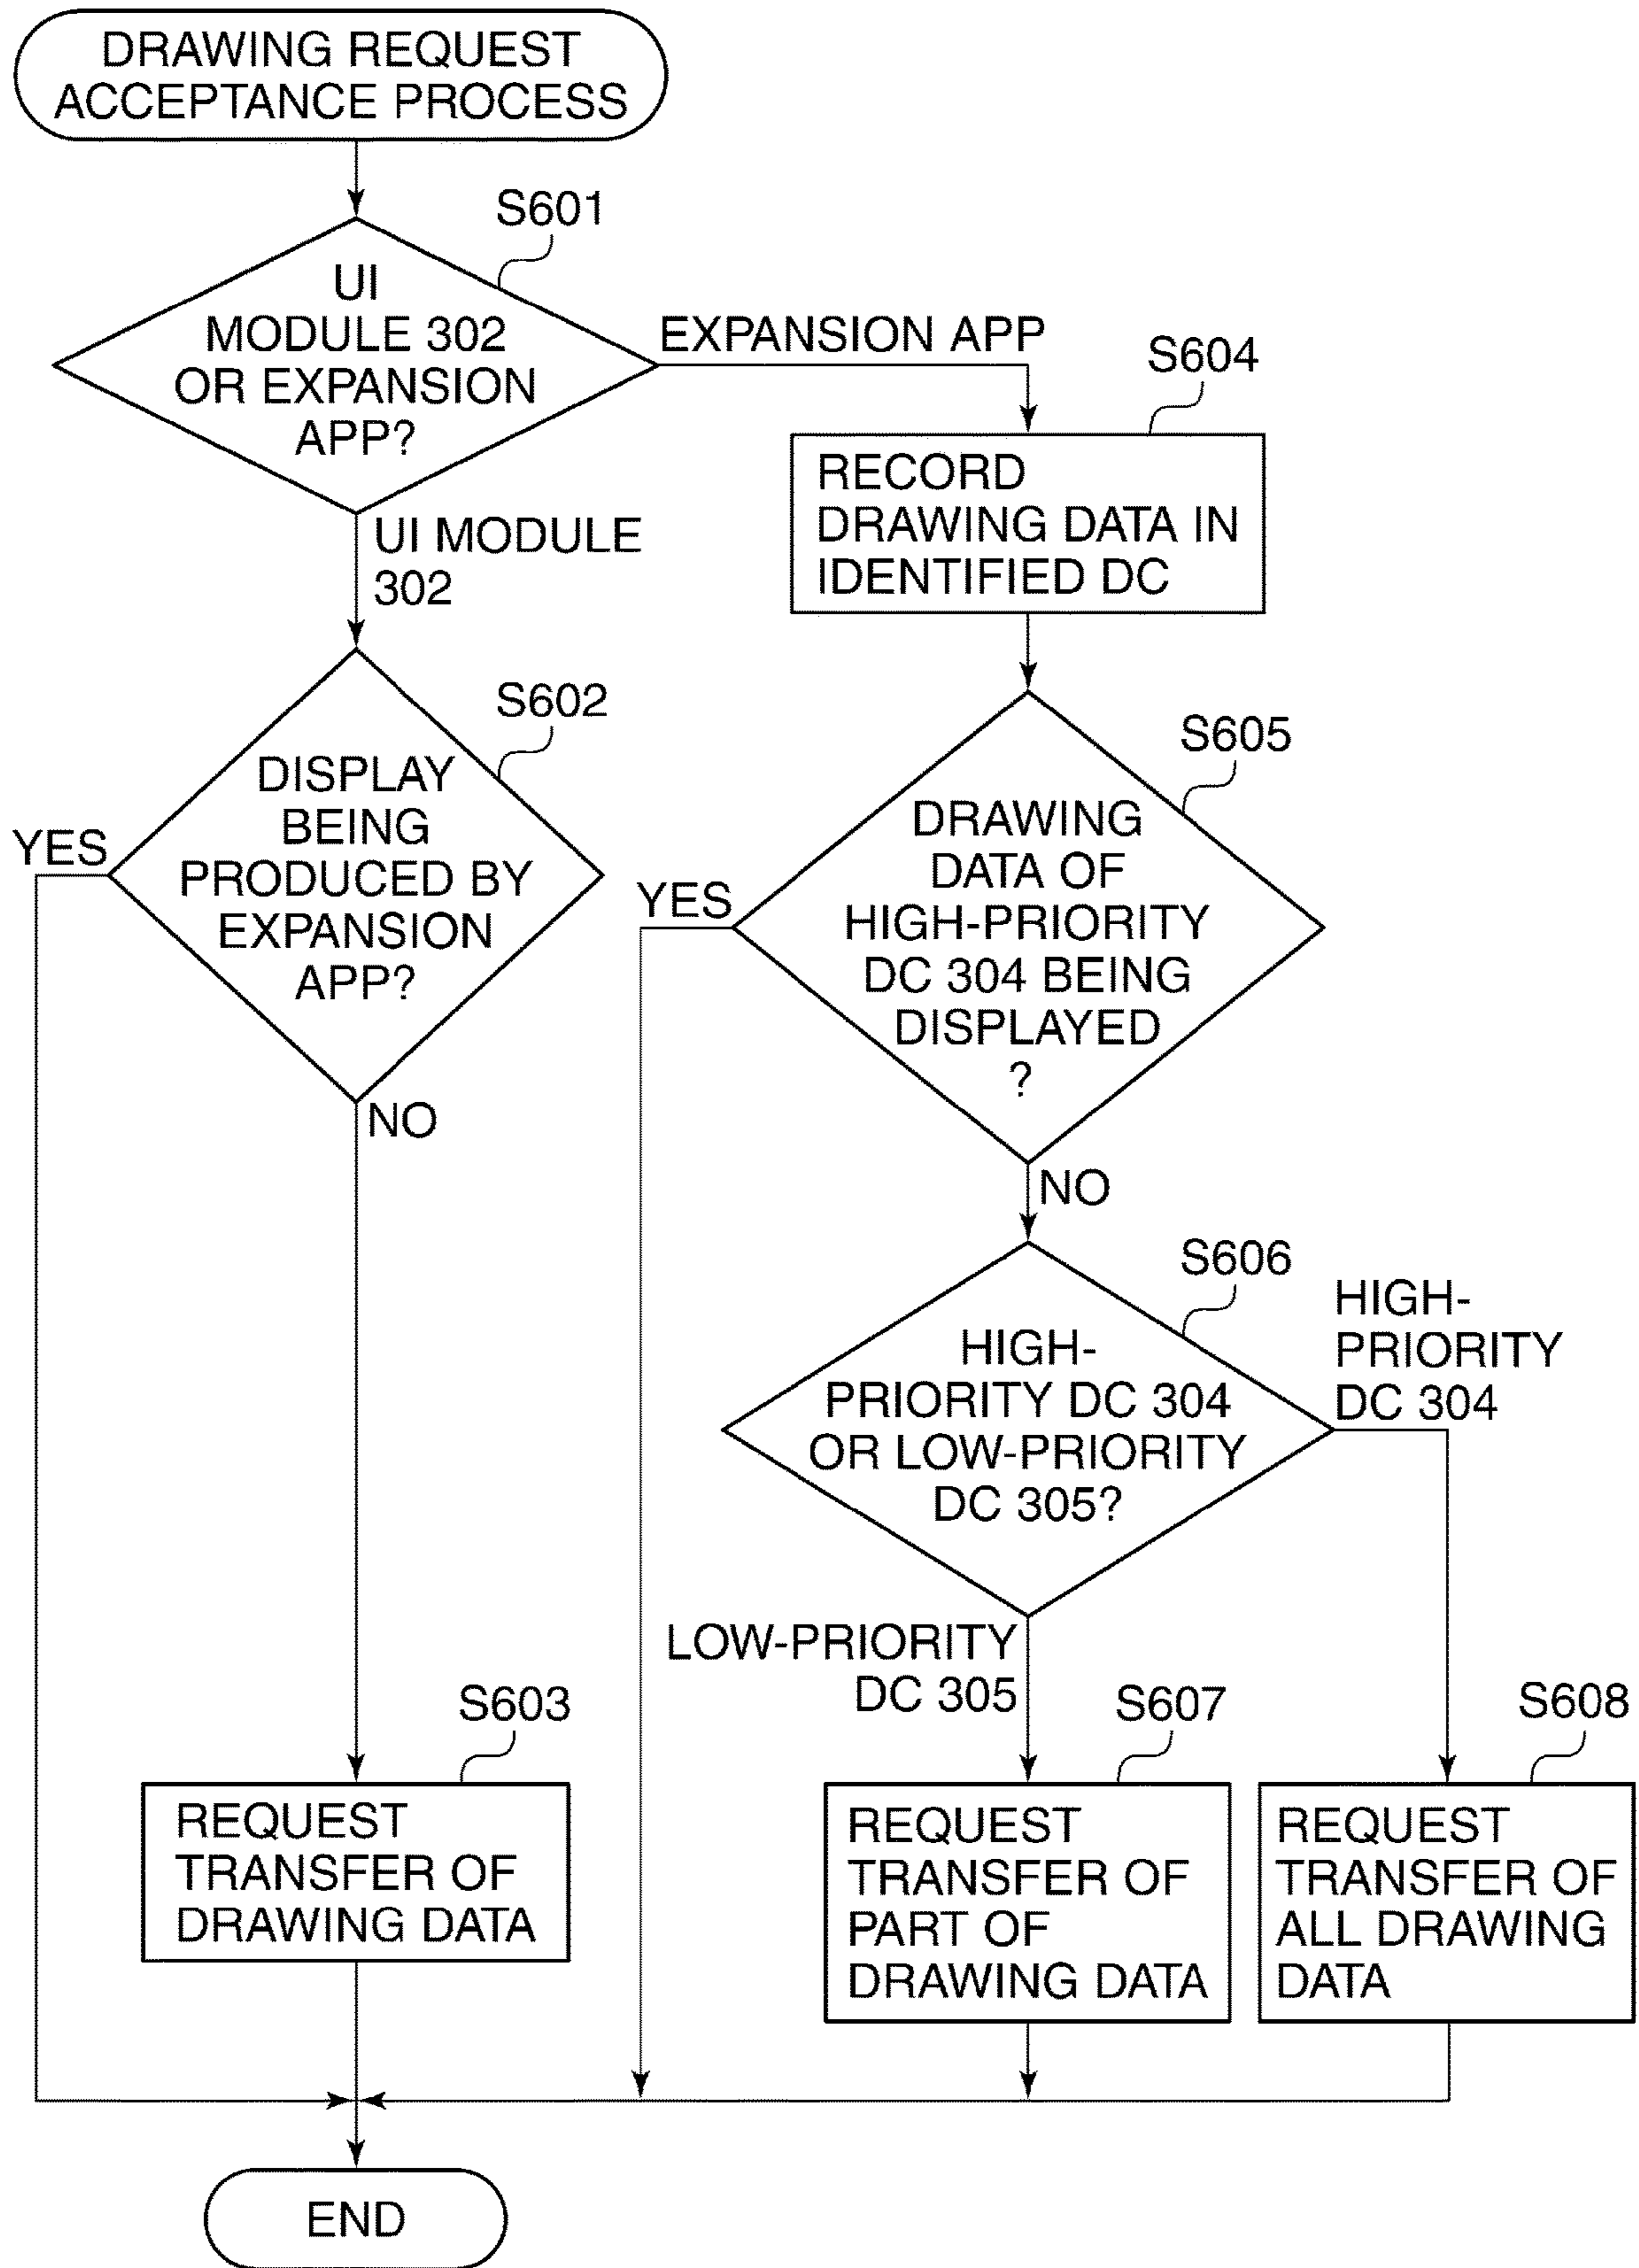 DRAWING REQUEST
ACCEPTANCE PROCESS
S601
UI
MODULE 302
OR EXPANSION
APP?
EXPANSION APP
UI MODULE
302
S604
RECORD
DRAWING DATA IN
IDENTIFIED DC
S602
DISPLAY
BEING
PRODUCED BY
EXPANSION
APP?
YES
NO
S605
DRAWING
DATA OF
HIGH-PRIORITY
DC 304 BEING
DISPLAYED
?
YES
NO
S606
HIGH-
PRIORITY DC 304
OR LOW-PRIORITY
DC 305?
HIGH-
PRIORITY
DC 304
LOW-PRIORITY
DC 305
S603
REQUEST
TRANSFER OF
DRAWING DATA
S607
REQUEST
TRANSFER OF
PART OF
DRAWING DATA
S608
REQUEST
TRANSFER OF
ALL DRAWING
DATA
END